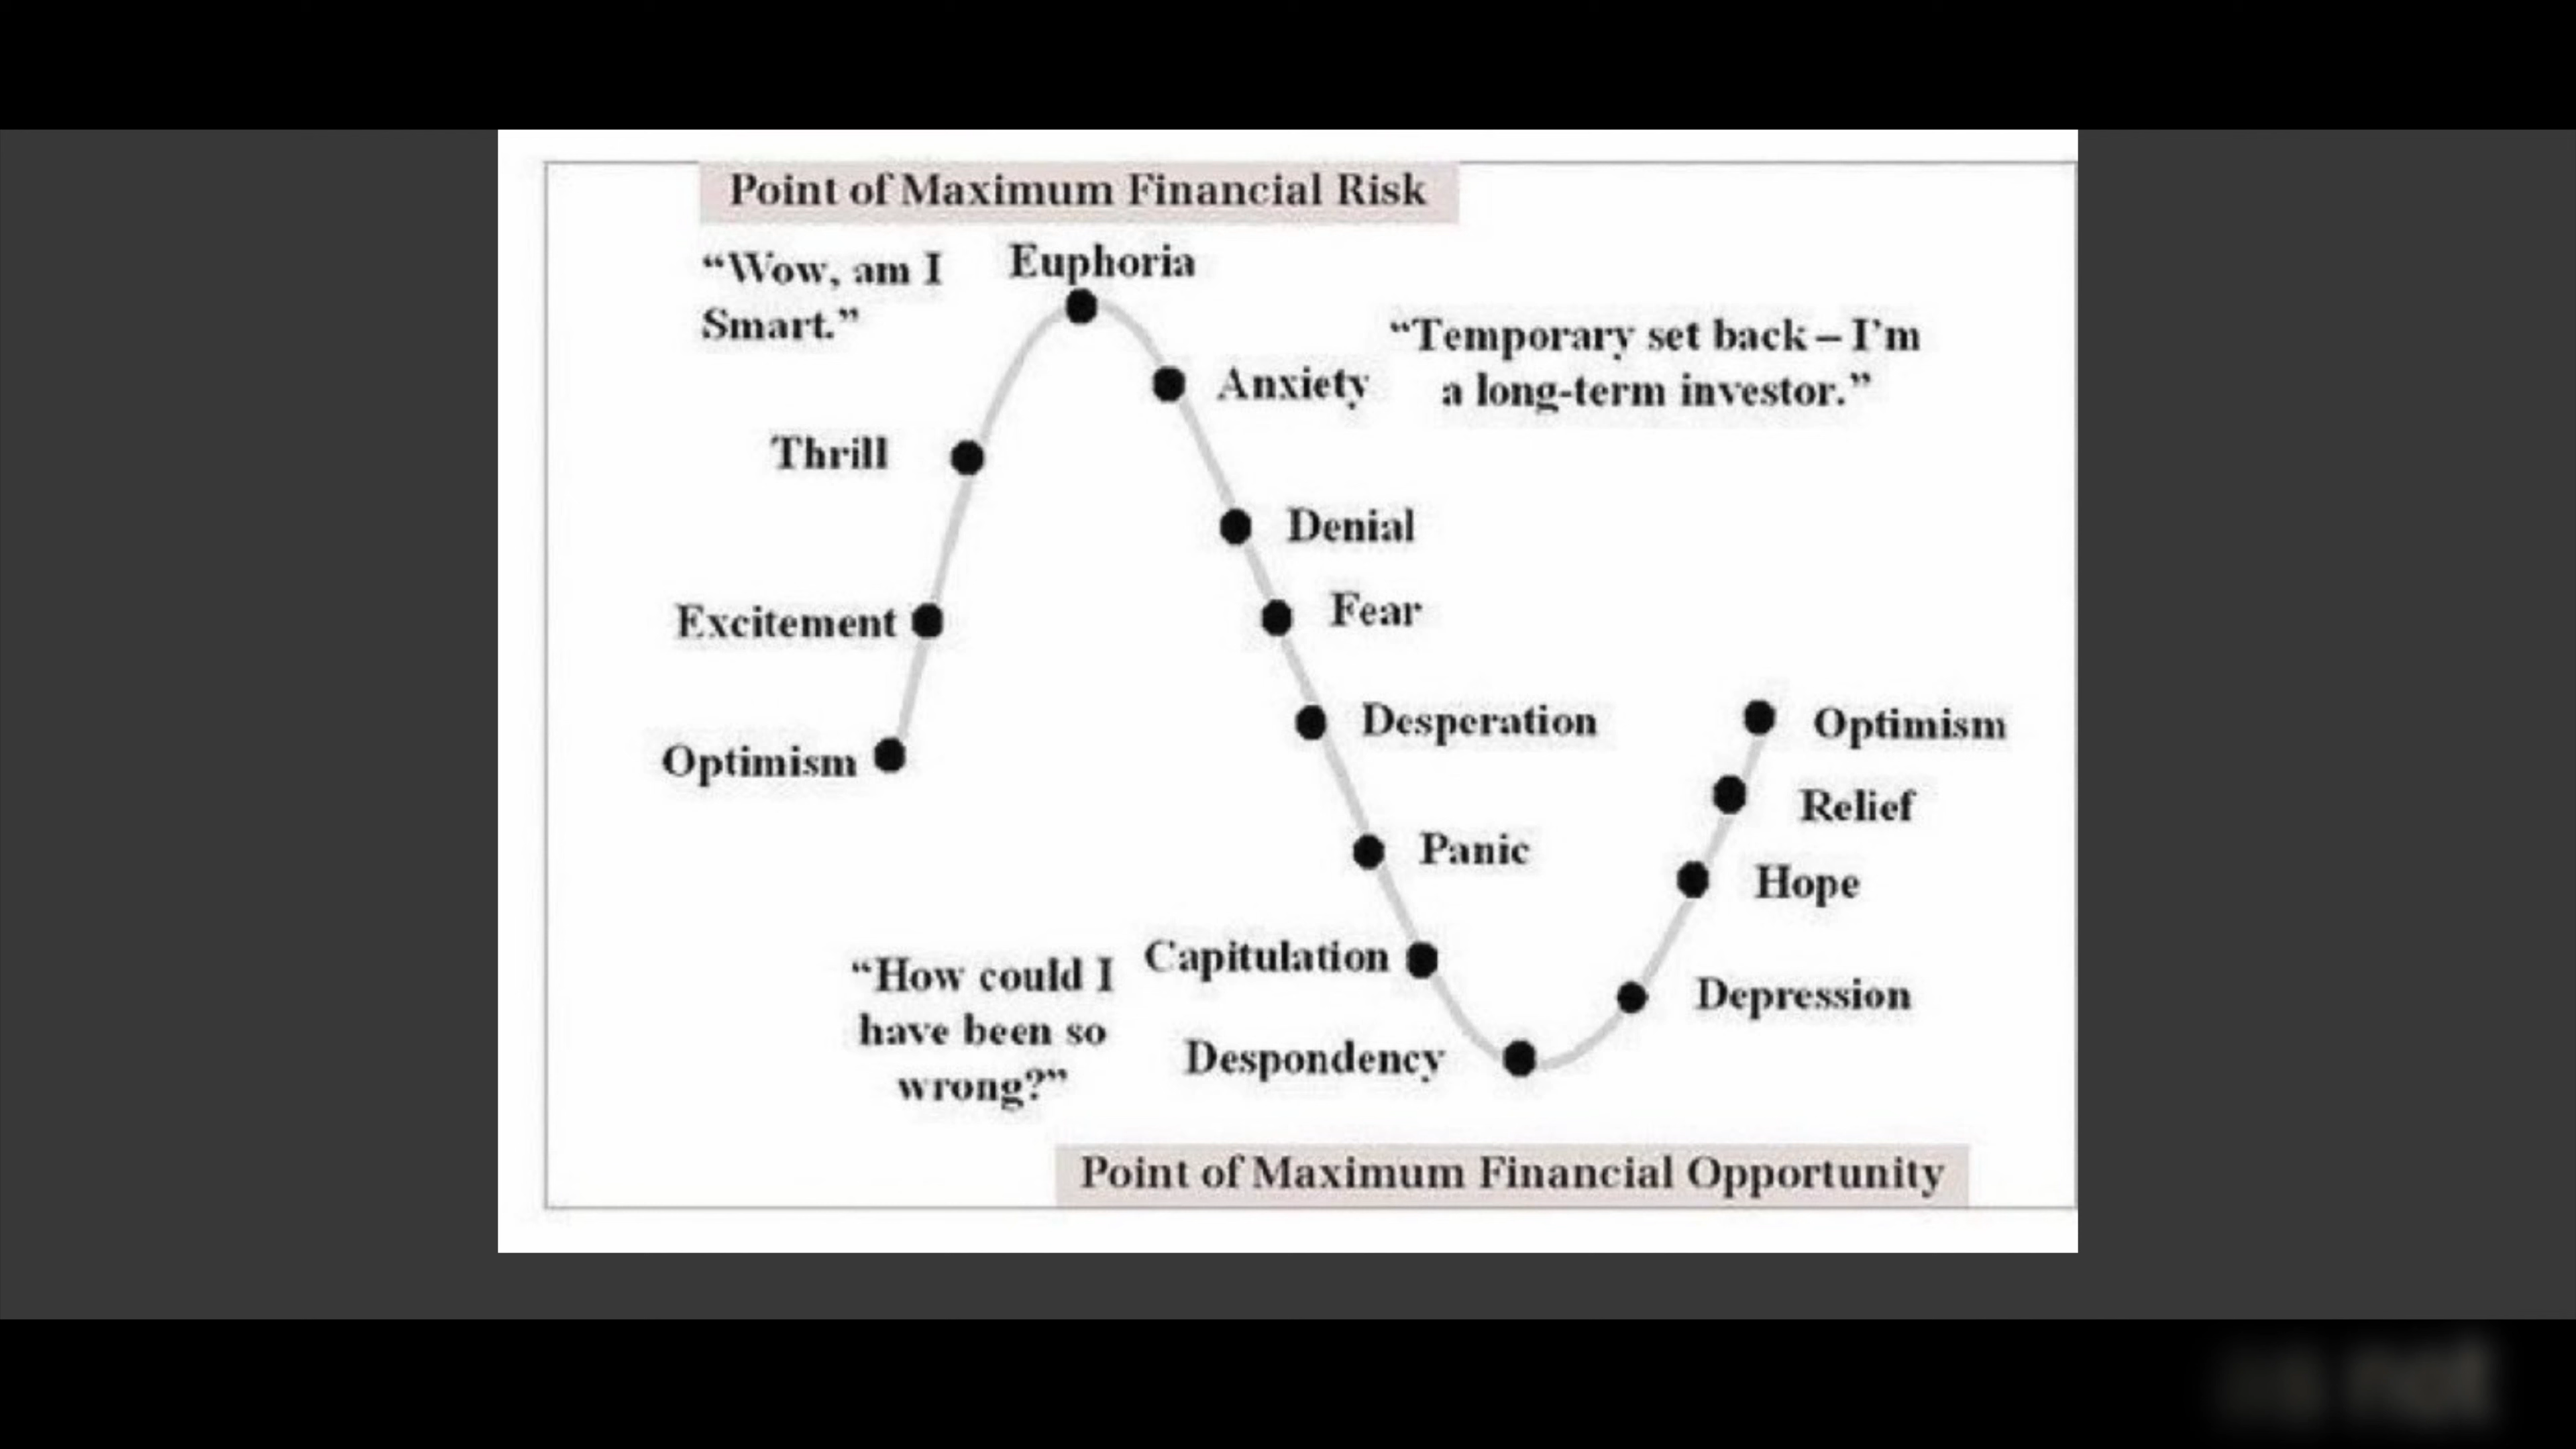 Point of Maximum Financial Risk
“Wow, am I
Smart.”
Euphoria
“Temporary set back – I’m
a long-term investor.”
Anxiety
Thrill
Denial
Excitement
Fear
Optimism
Desperation
Optimism
Relief
Panic
Hope
“How could I
have been so
wrong?”
Capitulation
Depression
Despondency
Point of Maximum Financial Opportunity